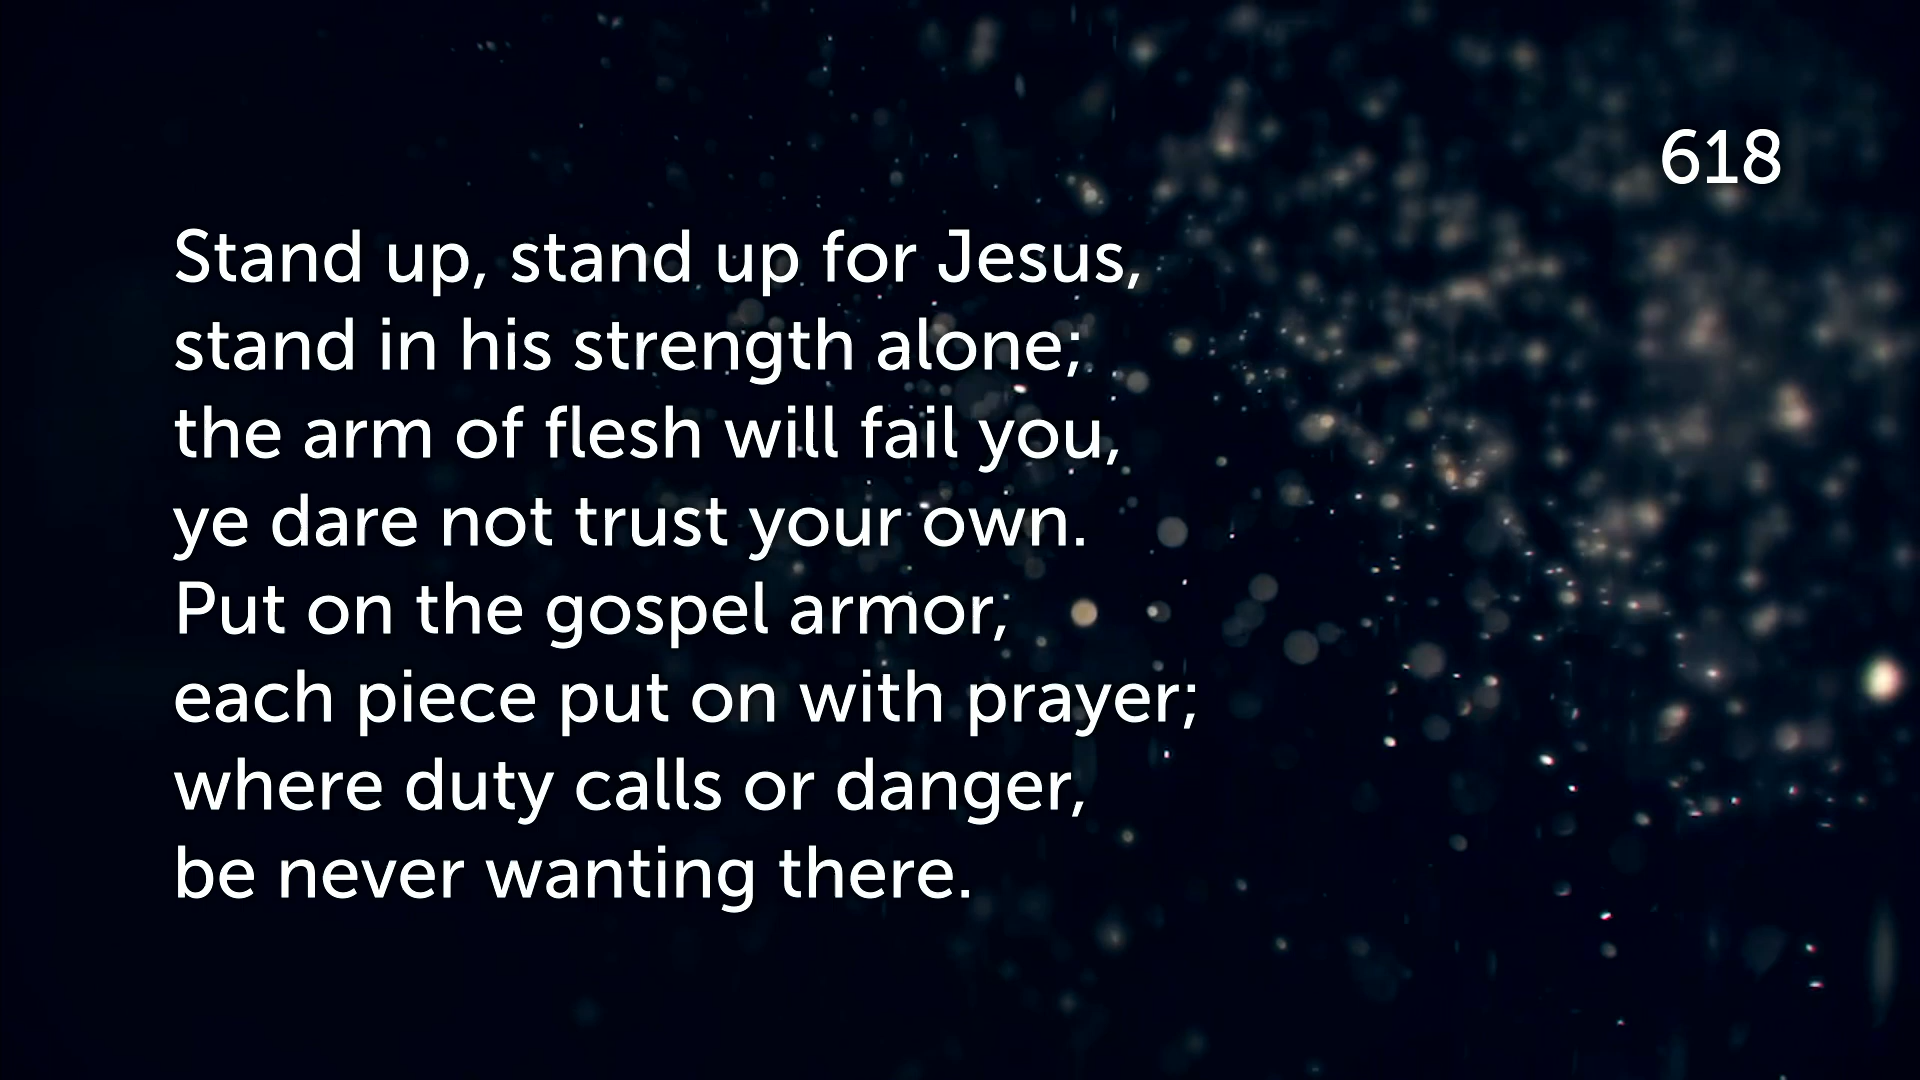 618
Stand up, stand up for Jesus,
stand in his strength alone;
the arm of flesh will fail you,
ye dare not trust your own.
Put on the gospel armor,
each piece put on with prayer;
where duty calls or danger,
be never wanting there.